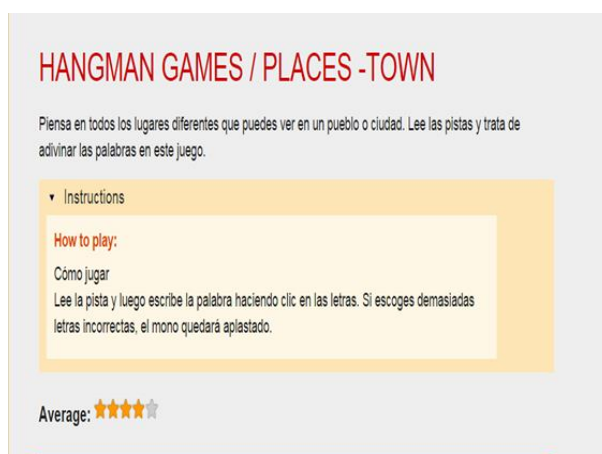 HANGMAN GAMES / PLACES -TOWN
Piensa en todos los lugares diferentes que puedes ver en un pueblo o ciudad. Lee las pistas y trata de
adivinar las palabras en este juego.
Instructions
How to play:
Cómo jugar
Lee la pista y luego escribe la palabra haciendo clic en las letras. Si escoges demasiadas
letras incorrectas, el mono quedará aplastado.
Average: